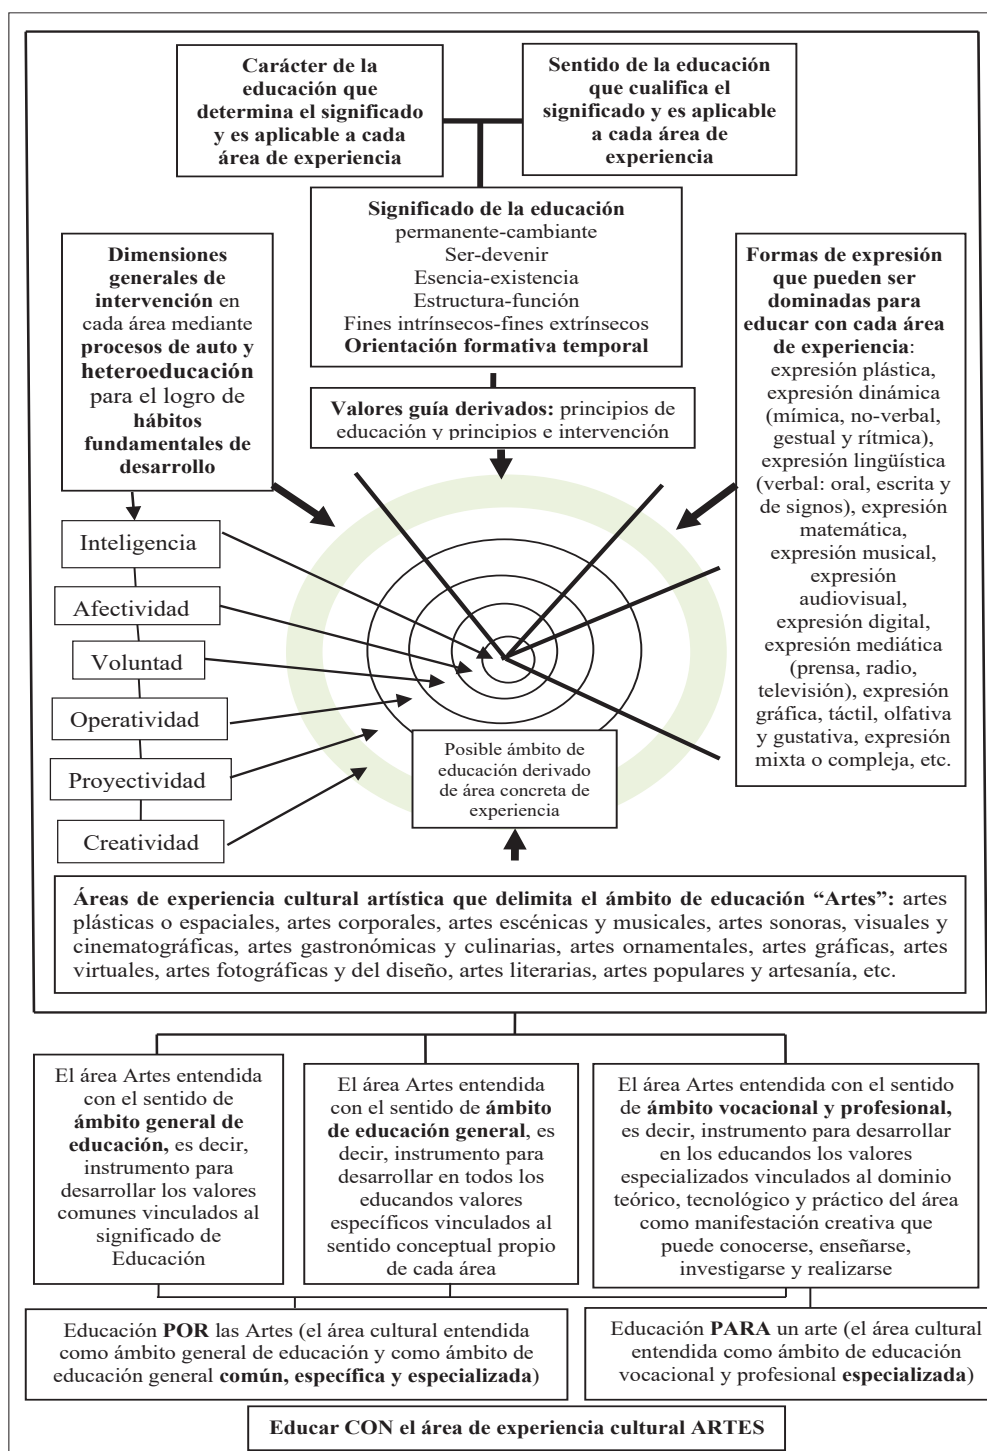 Carácter de la
educación que
determina el significado
y es aplicable a cada
área de experiencia
Sentido de la educación
que cualifica el
significado y es aplicable
a cada área de
experiencia
Significado de la educación
permanente-cambiante
Ser-devenir
Esencia-existencia
Estructura-función
Fines intrínsecos-fines extrínsecos
Orientación formativa temporal
Dimensiones
generales de
intervención en
cada área mediante
procesos de auto y
heteroeducación
para el logro de
hábitos
fundamentales de
desarrollo
Valores guía derivados: principios de
educación y principios e intervención
Formas de expresión
que pueden ser
dominadas para
educar con cada área
de experiencia:
expresión plástica,
expresión dinámica
(mímica, no-verbal,
gestual y rítmica),
expresión lingüística
(verbal: oral, escrita y
de signos), expresión
matemática,
expresión musical,
expresión
audiovisual,
expresión digital,
expresión mediática
(prensa, radio,
televisión), expresión
gráfica, táctil, olfativa
y gustativa, expresión
mixta o compleja, etc.
Inteligencia
Afectividad
Voluntad
Operatividad
Proyectividad
Creatividad
Posible ámbito de
educación derivado
de área concreta de
experiencia
Áreas de experiencia cultural artística que delimita el ámbito de educación “Artes”: artes
plásticas o espaciales, artes corporales, artes escénicas y musicales, artes sonoras, visuales y
cinematográficas, artes gastronómicas y culinarias, artes ornamentales, artes gráficas, artes
virtuales, artes fotográficas y del diseño, artes literarias, artes populares y artesanía, etc.
El área Artes entendida
con el sentido de
ámbito general de
educación, es decir,
instrumento para
desarrollar los valores
comunes vinculados al
significado de
Educación
El área Artes entendida
con el sentido de ámbito
de educación general, es
decir, instrumento para
desarrollar en todos los
educandos valores
específicos vinculados al
sentido conceptual propio
de cada área
El área Artes entendida con el sentido
de ámbito vocacional y profesional,
es decir, instrumento para desarrollar
en los educandos los valores
especializados vinculados al dominio
teórico, tecnológico y práctico del área
como manifestación creativa que
puede conocerse, enseñarse,
investigarse y realizarse
Educación POR las Artes (el área cultural entendida
como ámbito general de educación y como ámbito de
educación general común, específica y especializada)
Educación PARA un arte (el área cultural
entendida como ámbito de educación
vocacional y profesional especializada)
Educar CON el área de experiencia cultural ARTES